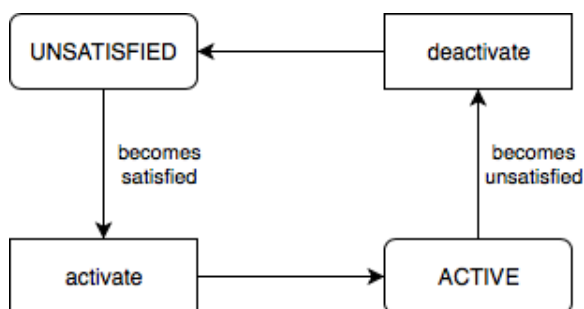 UNSATISFIED
deactivate
becomes
satisfied
becomes
unsatisfied
activate
ACTIVE